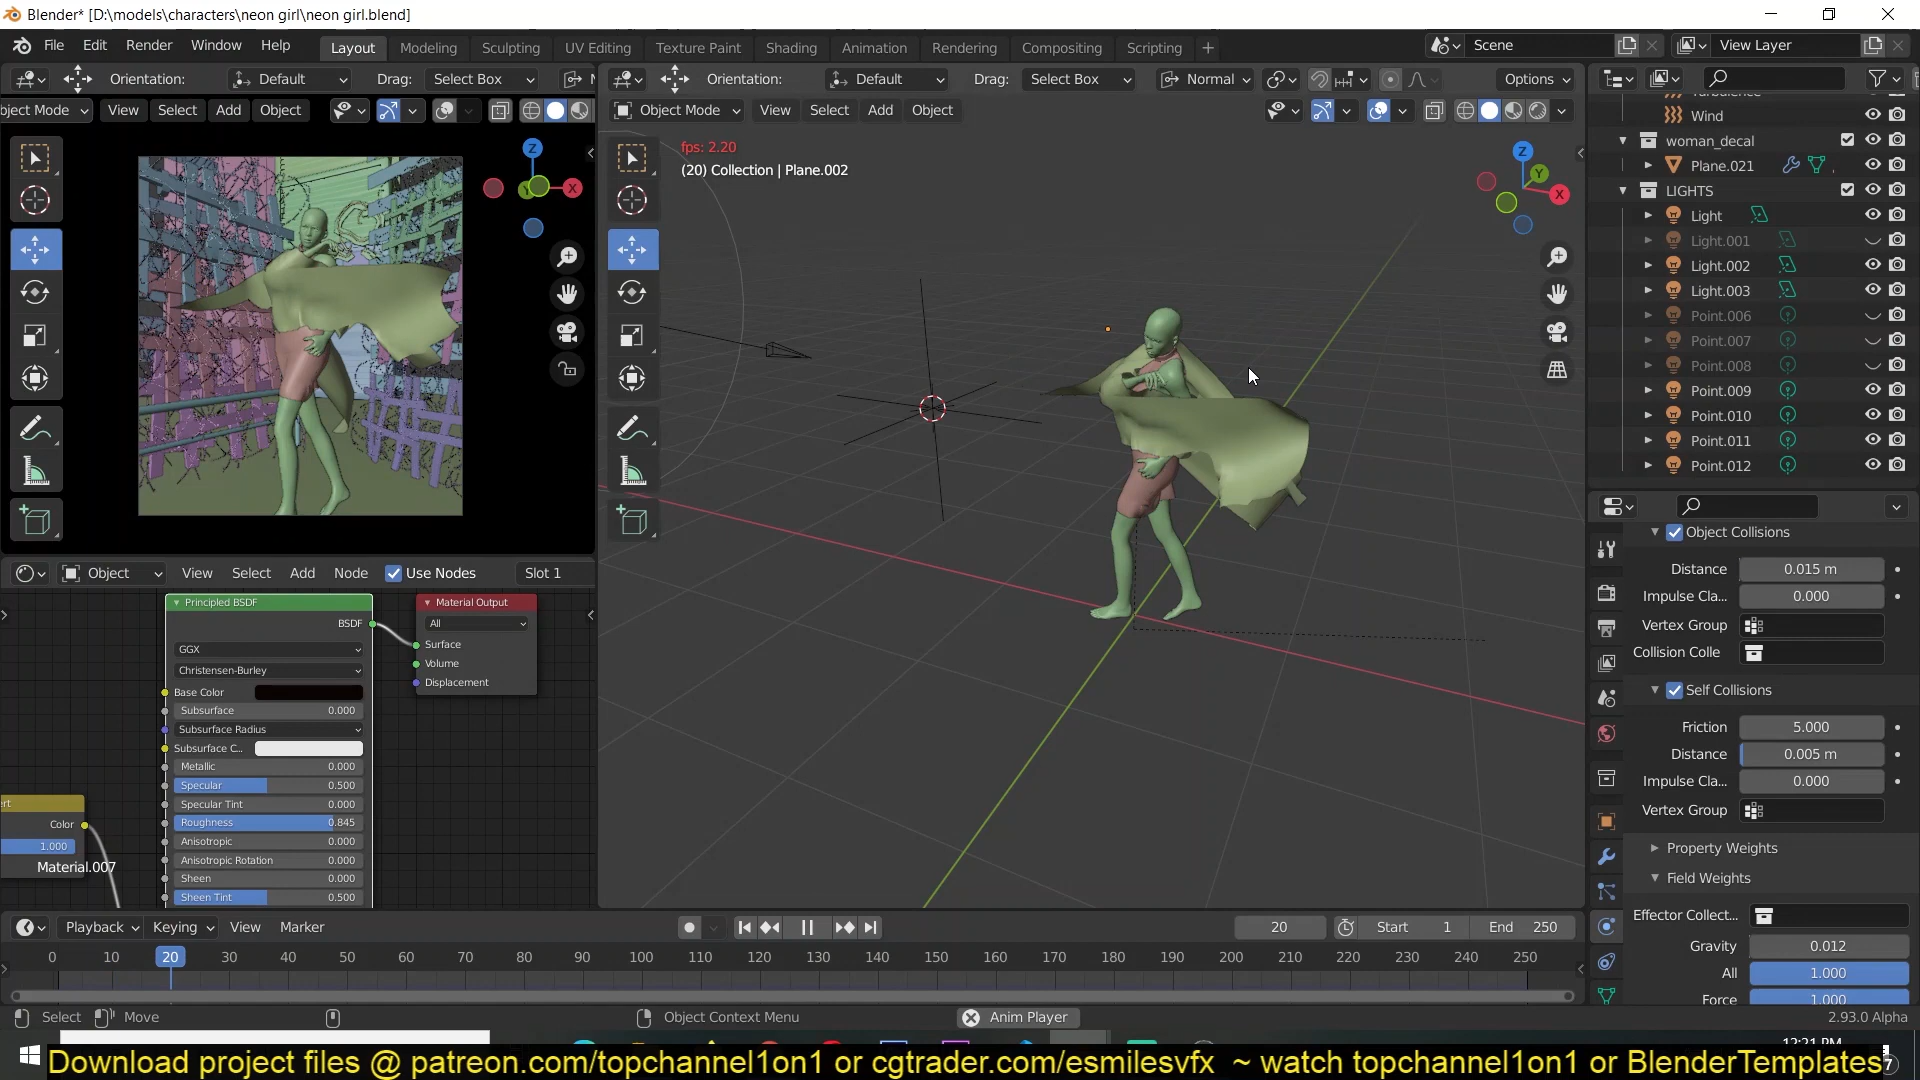 Blender* [D:\models\characters\neon girl\neon girl.blend]
File Edit Render Window Help
Layout Modeling Sculpting UV Editing Texture Paint Shading Animation Rendering Compositing Scripting
Scene
View Layer
Orientation: Default Drag: Select Box
Orientation: Default Drag: Select Box Normal Options
bject Mode View Select Add Object
Object Mode View Select Add Object
fps: 2.20
(20) Collection | Plane.002
Z
Y
X
Z
Y
X
Wind
woman_decal
Plane.021
LIGHTS
Light
Light.001
Light.002
Light.003
Point.006
Point.007
Point.008
Point.009
Point.010
Point.011
Point.012
Object Collisions
Distance 0.015 m
Impulse Cla... 0.000
Vertex Group
Collision Colle
Self Collisions
Friction 5.000
Distance 0.005 m
Impulse Cla... 0.000
Vertex Group
Property Weights
Field Weights
Effector Collect...
Gravity 0.012
All 1.000
Force 1.000
Object View Select Add Node Use Nodes Slot 1
Principled BSDF
BSDF
GGX
Christensen-Burley
Base Color
Subsurface 0.000
Subsurface Radius
Subsurface C...
Metallic 0.000
Specular 0.500
Specular Tint 0.000
Roughness 0.845
Anisotropic 0.000
Anisotropic Rotation 0.000
Sheen 0.000
Sheen Tint 0.500
Material Output
All
Surface
Volume
Displacement
ert
Color
1.000
Material.007
Playback Keying View Marker
20 Start 1 End 250
0 10 20 30 40 50 60 70 80 90 100 110 120 130 140 150 160 170 180 190 200 210 220 230 240 250
Select Move Object Context Menu Anim Player 2.93.0 Alpha
Download project files @ patreon.com/topchannel1on1 or cgtrader.com/esmilesvfx ~ watch topchannel1on1 or BlenderTemplates